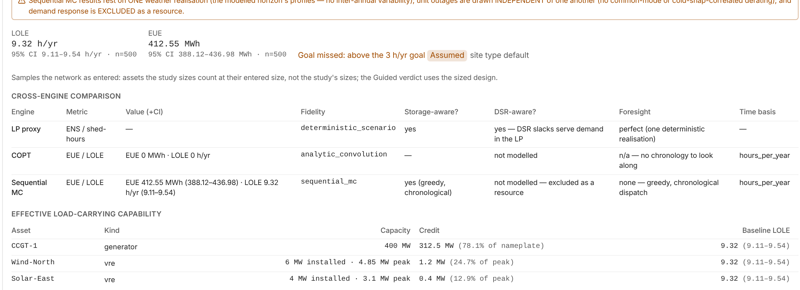 Sequential MC results rest on ONE weather realisation (the modelled horizon's profiles — no inter-annual variability); unit outages are DRAWN INDEPENDENT of one another (no common-mode or cold-snap-correlated derating); and
demand response is EXCLUDED as a resource.
LOLE EUE
9.32 h/yr 412.55 MWh
95% CI 9.11–9.54 h/yr · n=500 95% CI 388.12–436.98 MWh · n=500 Goal missed: above the 3 h/yr goal Assumed site type default
Samples the network as entered: assets the study sizes count at their entered size, not the study's sizes; the Guided verdict uses the sized design.
CROSS-ENGINE COMPARISON
Engine Metric Value (+CI) Fidelity Storage-aware? DSR-aware? Foresight Time basis
LP proxy ENS / shed- — deterministic_scenario yes yes — DSR slacks serve demand perfect (one deterministic —
hours in the LP realisation)
COPT EUE / LOLE EUE 0 MWh · LOLE 0 h/yr analytic_convolution — not modelled n/a — no chronology to look hours_per_year
along
Sequential EUE / LOLE EUE 412.55 MWh (388.12–436.98) · LOLE 9.32 sequential_mc yes (greedy, not modelled — excluded as a none — greedy, chronological hours_per_year
MC h/yr (9.11–9.54) chronological) resource dispatch
EFFECTIVE LOAD-CARRYING CAPABILITY
Asset Kind Capacity Credit Baseline LOLE
CCGT-1 generator 400 MW 312.5 MW (78.1% of nameplate) 9.32 (9.11–9.54)
Wind-North vre 6 MW installed · 4.85 MW peak 1.2 MW (24.7% of peak) 9.32 (9.11–9.54)
Solar-East vre 4 MW installed · 3.1 MW peak 0.4 MW (12.9% of peak) 9.32 (9.11–9.54)